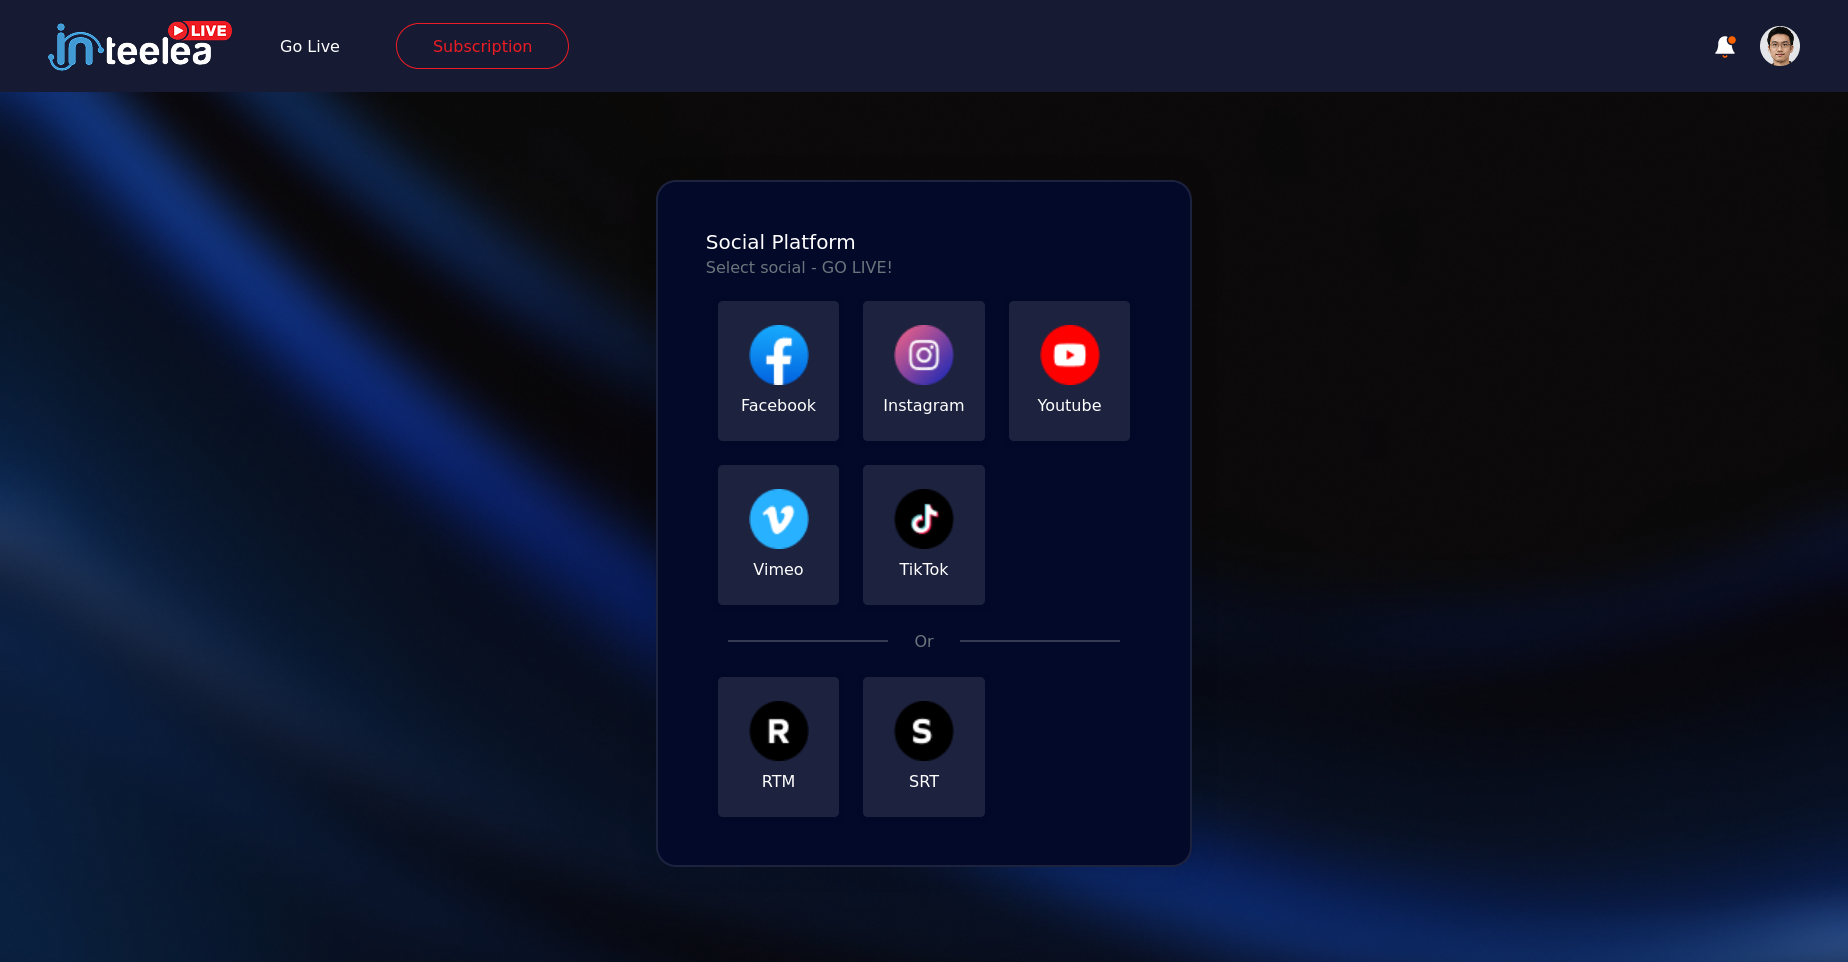 inteelea LIVE
Go Live
Subscription
Social Platform
Select social - GO LIVE!
Facebook
Instagram
Youtube
Vimeo
TikTok
Or
R
RTM
S
SRT